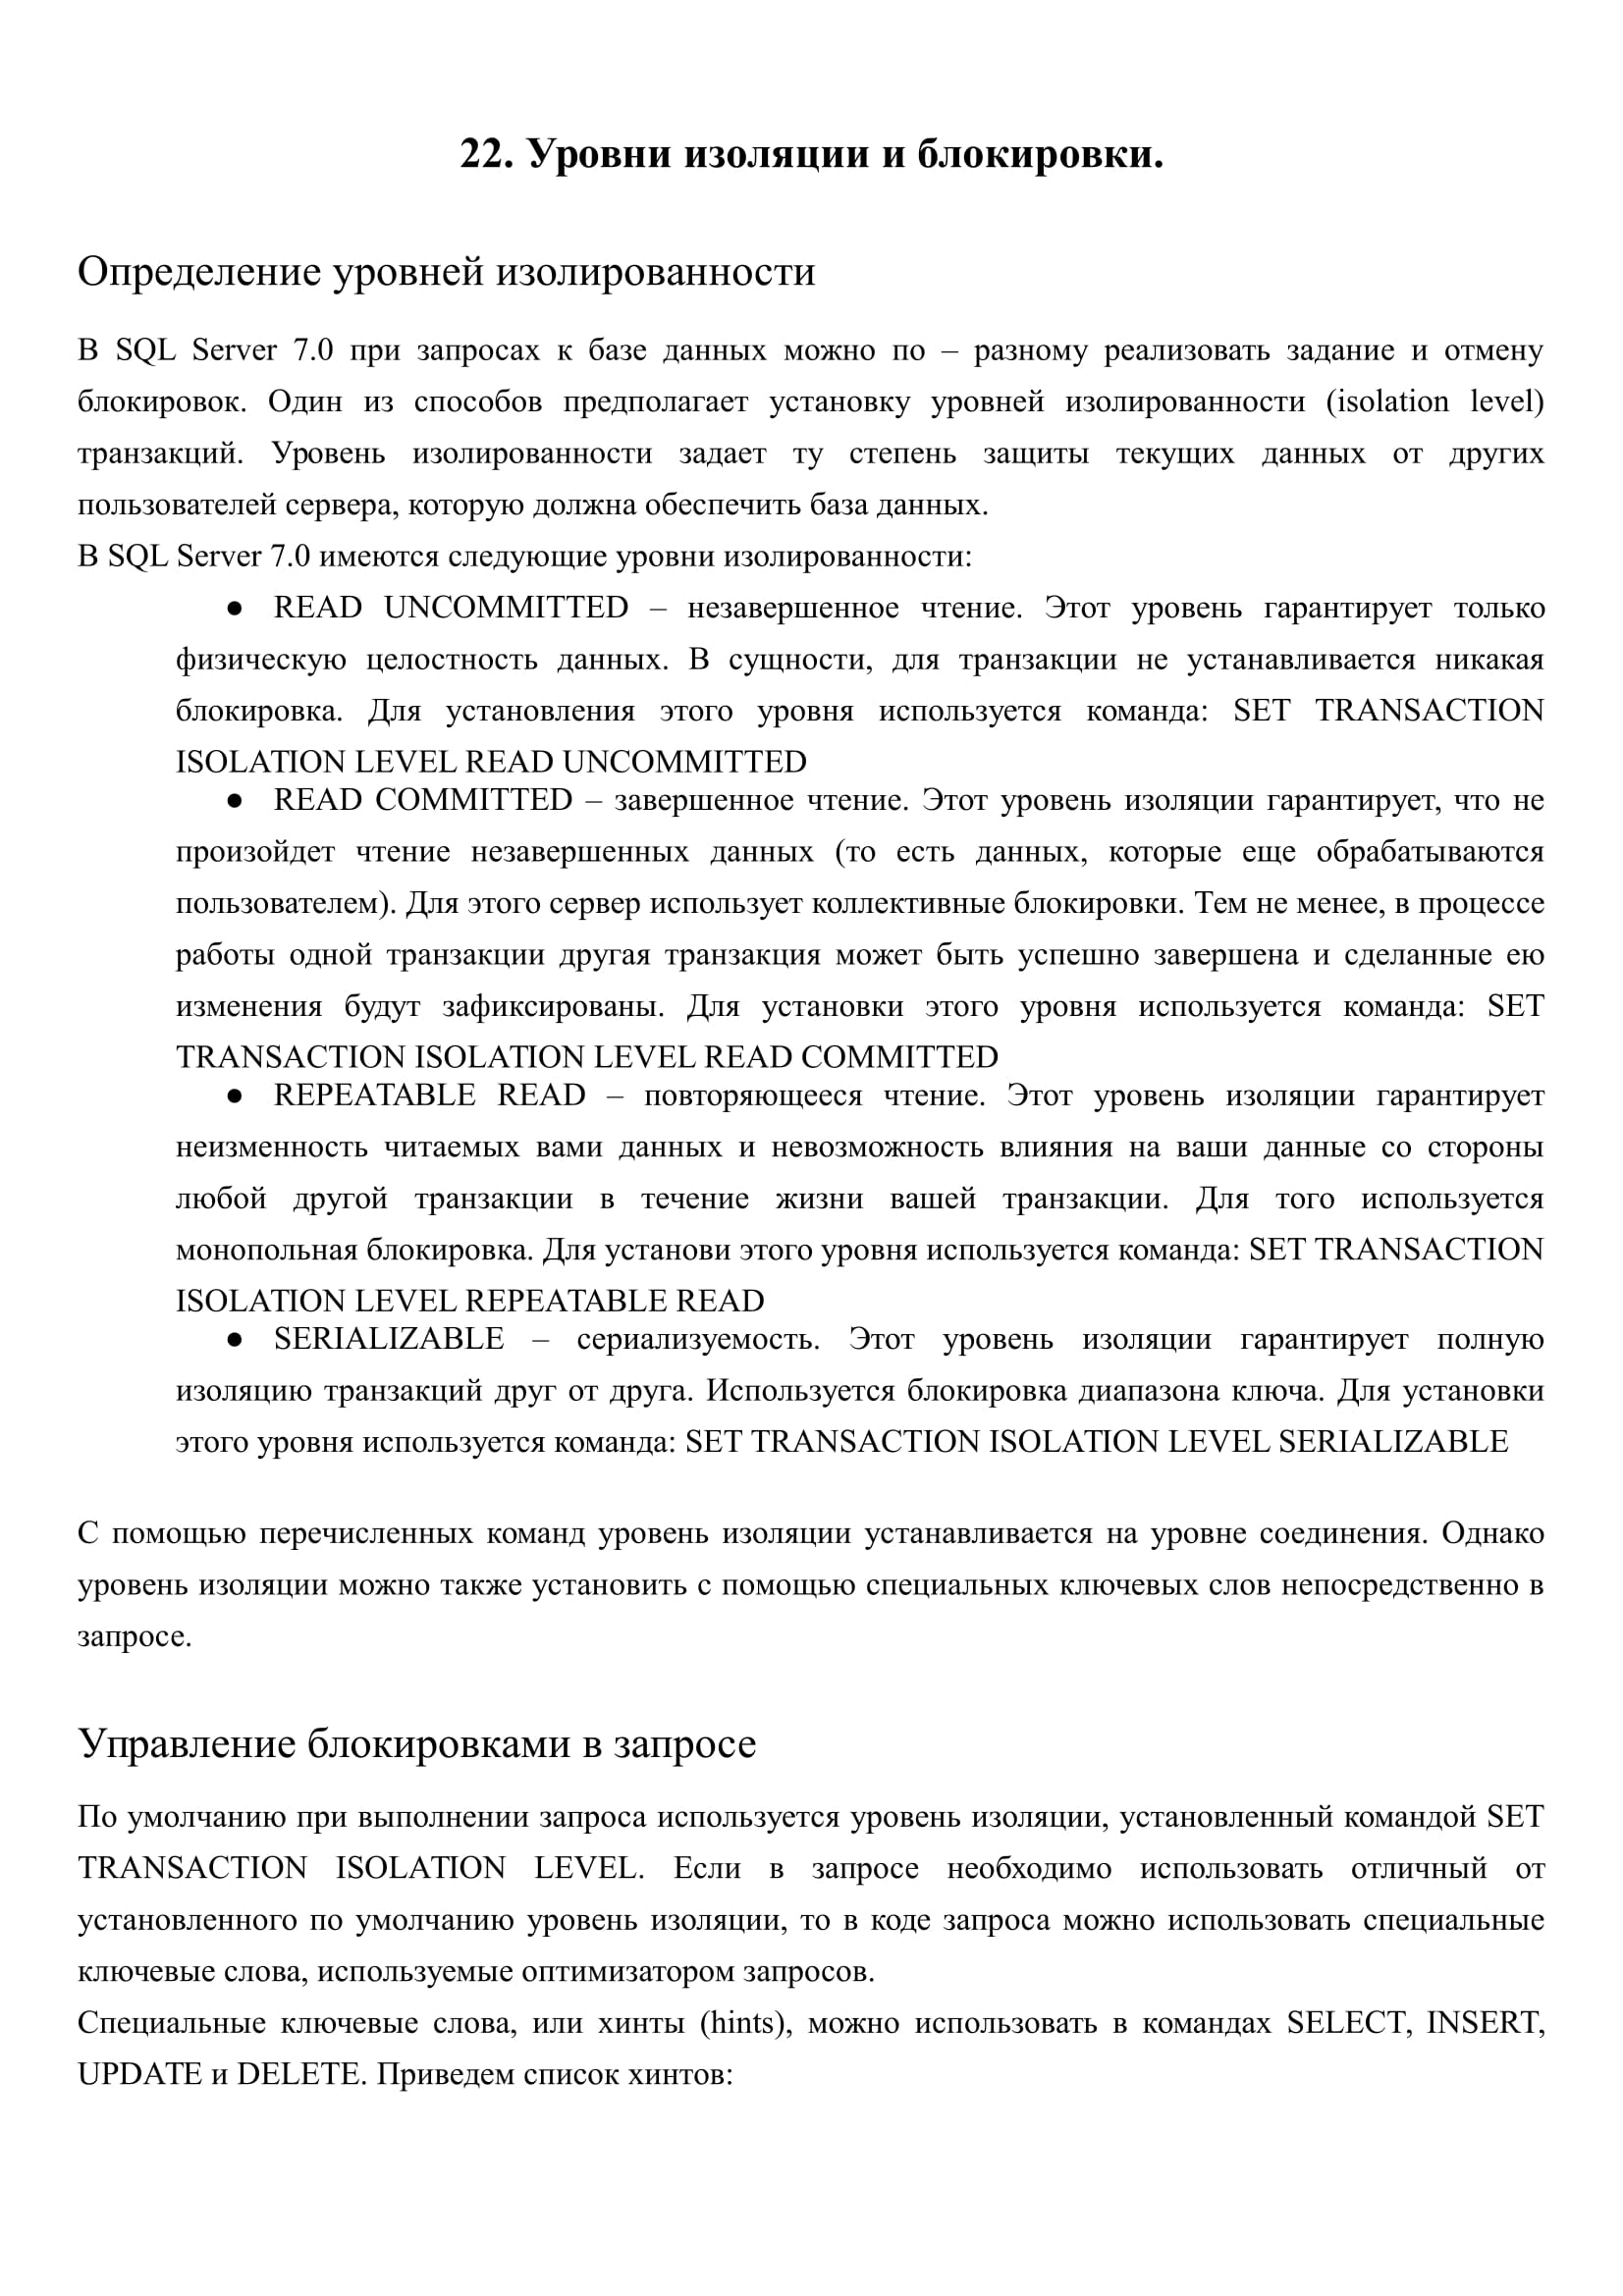 22. Уровни изоляции и блокировки.
Определение уровней изолированности
В SQL Server 7.0 при запросах к базе данных можно по – разному реализовать задание и отмену
блокировок. Один из способов предполагает установку уровней изолированности (isolation level)
транзакций. Уровень изолированности задает ту степень защиты текущих данных от других
пользователей сервера, которую должна обеспечить база данных.
В SQL Server 7.0 имеются следующие уровни изолированности:
● READ UNCOMMITTED – незавершенное чтение. Этот уровень гарантирует только
физическую целостность данных. В сущности, для транзакции не устанавливается никакая
блокировка. Для установления этого уровня используется команда: SET TRANSACTION
ISOLATION LEVEL READ UNCOMMITTED
● READ COMMITTED – завершенное чтение. Этот уровень изоляции гарантирует, что не
произойдет чтение незавершенных данных (то есть данных, которые еще обрабатываются
пользователем). Для этого сервер использует коллективные блокировки. Тем не менее, в процессе
работы одной транзакции другая транзакция может быть успешно завершена и сделанные ею
изменения будут зафиксированы. Для установки этого уровня используется команда: SET
TRANSACTION ISOLATION LEVEL READ COMMITTED
● REPEATABLE READ – повторяющееся чтение. Этот уровень изоляции гарантирует
неизменность читаемых вами данных и невозможность влияния на ваши данные со стороны
любой другой транзакции в течение жизни вашей транзакции. Для того используется
монопольная блокировка. Для установи этого уровня используется команда: SET TRANSACTION
ISOLATION LEVEL REPEATABLE READ
● SERIALIZABLE – сериализуемость. Этот уровень изоляции гарантирует полную
изоляцию транзакций друг от друга. Используется блокировка диапазона ключа. Для установки
этого уровня используется команда: SET TRANSACTION ISOLATION LEVEL SERIALIZABLE
С помощью перечисленных команд уровень изоляции устанавливается на уровне соединения. Однако
уровень изоляции можно также установить с помощью специальных ключевых слов непосредственно в
запросе.
Управление блокировками в запросе
По умолчанию при выполнении запроса используется уровень изоляции, установленный командой SET
TRANSACTION ISOLATION LEVEL. Если в запросе необходимо использовать отличный от
установленного по умолчанию уровень изоляции, то в коде запроса можно использовать специальные
ключевые слова, используемые оптимизатором запросов.
Специальные ключевые слова, или хинты (hints), можно использовать в командах SELECT, INSERT,
UPDATE и DELETE. Приведем список хинтов: